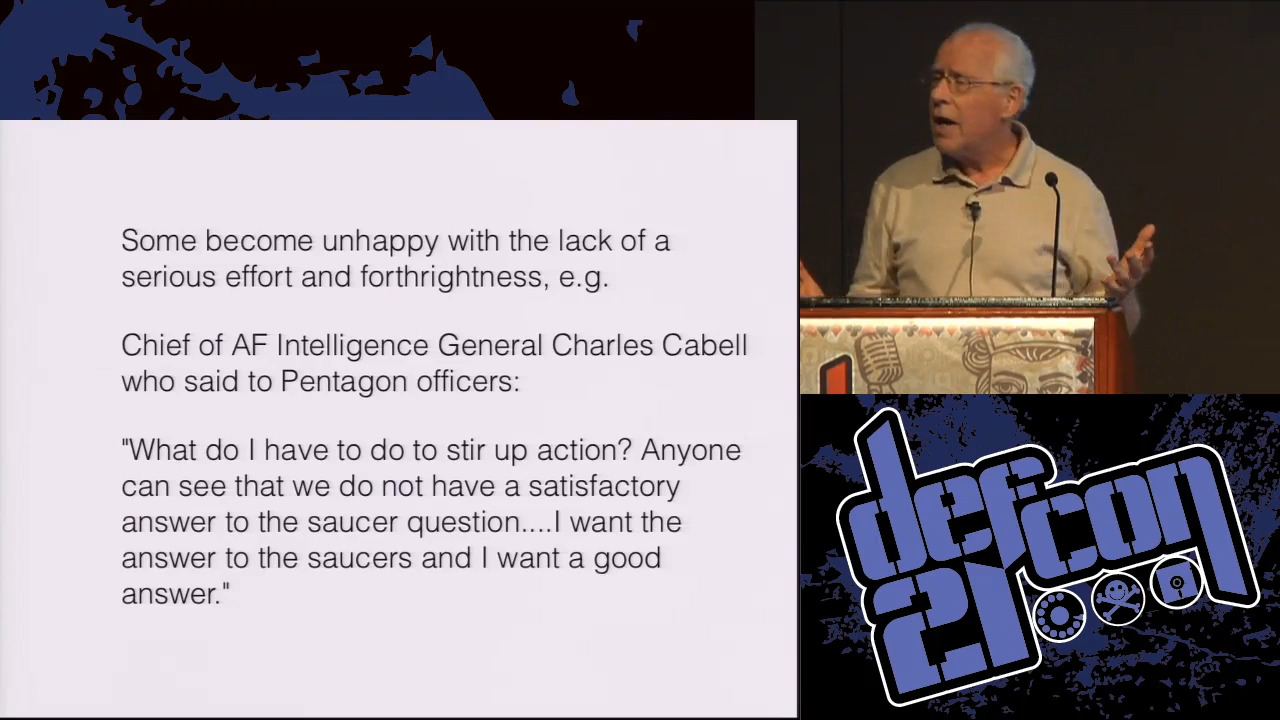 Some become unhappy with the lack of a
serious effort and forthrightness, e.g.
Chief of AF Intelligence General Charles Cabell
who said to Pentagon officers:
"What do I have to do to stir up action? Anyone
can see that we do not have a satisfactory
answer to the saucer question....I want the
answer to the saucers and I want a good
answer."
defcon
21